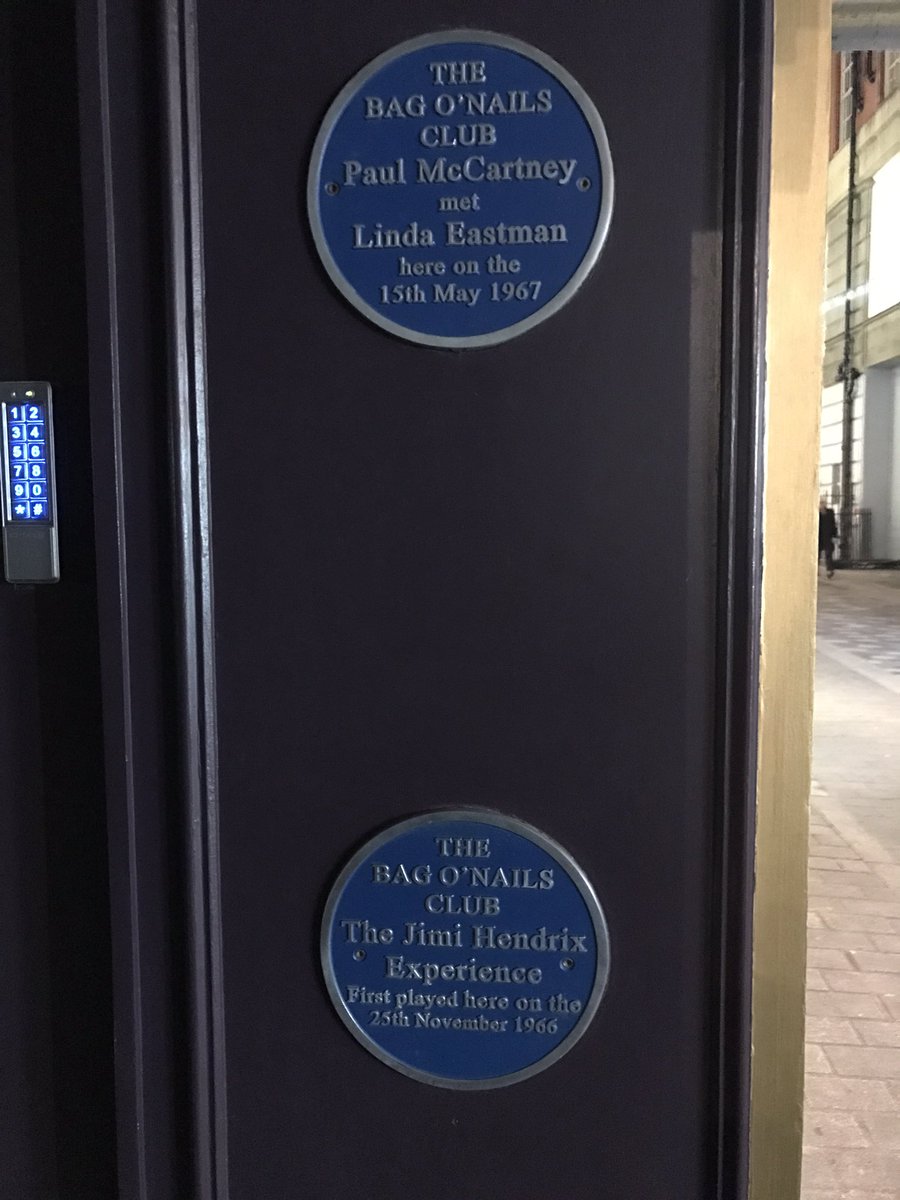 THE
BAG O'NAILS
CLUB
Paul McCartney
met
Linda Eastman
here on the
15th May 1967
1 2
3 4
5 6
7 8
9 0
* #
THE
BAG O'NAILS
CLUB
The Jimi Hendrix
Experience
First played here on the
25th November 1966